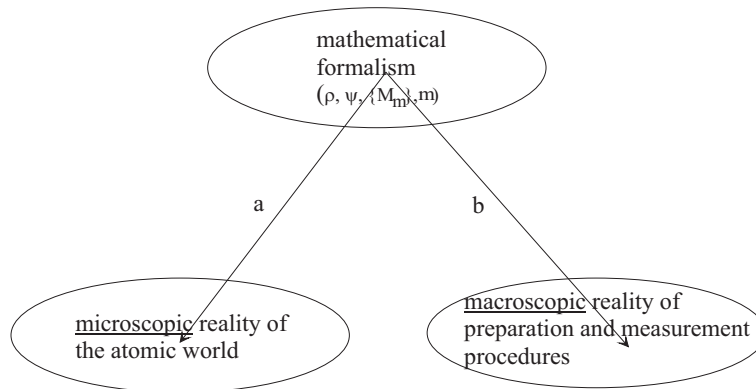 mathematical
formalism
(ρ, ψ, {M_m},m)
a
b
microscopic reality of
the atomic world
macroscopic reality of
preparation and measurement
procedures